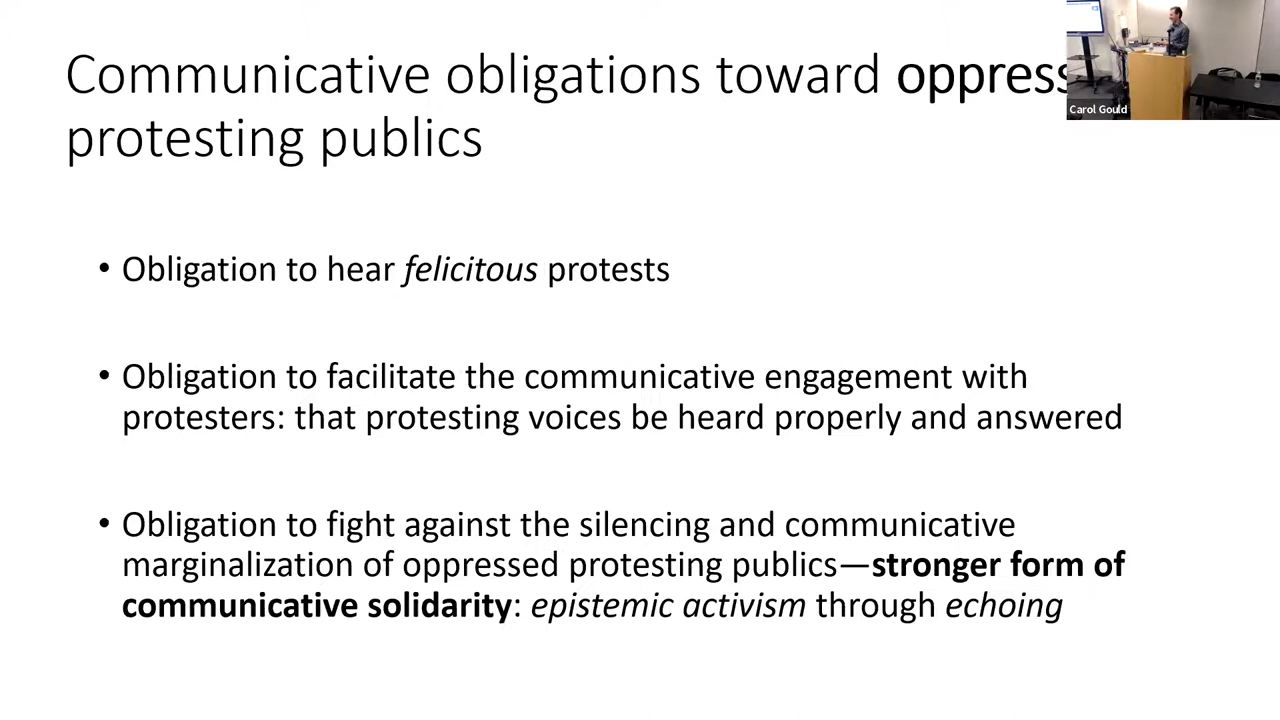 Communicative obligations toward oppress
protesting publics
Carol Gould
• Obligation to hear felicitous protests
• Obligation to facilitate the communicative engagement with
protesters: that protesting voices be heard properly and answered
• Obligation to fight against the silencing and communicative
marginalization of oppressed protesting publics—stronger form of
communicative solidarity: epistemic activism through echoing